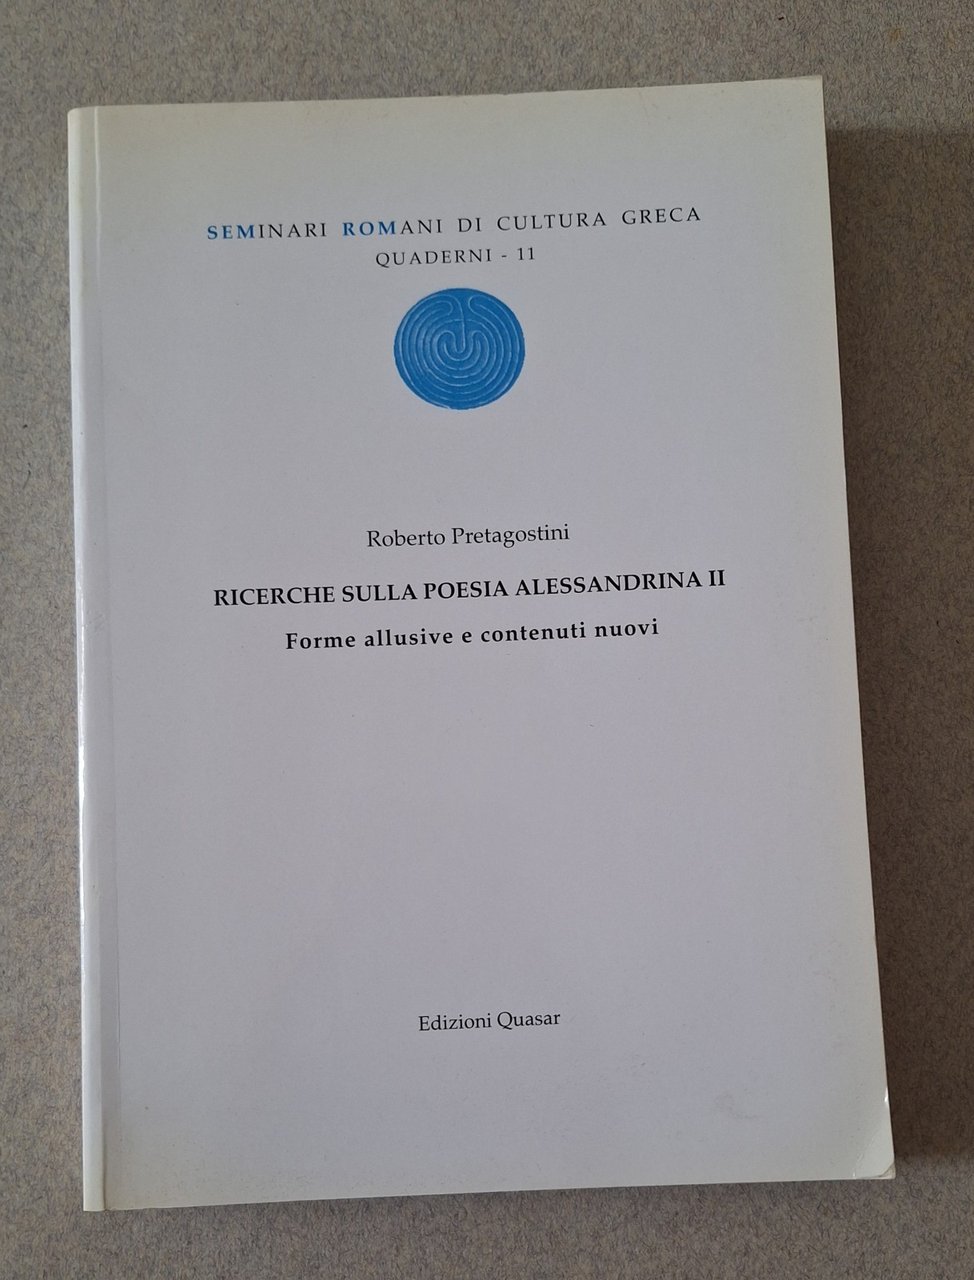 SEMINARI ROMANI DI CULTURA GRECA
QUADERNI - 11
Roberto Pretagostini
RICERCHE SULLA POESIA ALESSANDRINA II
Forme allusive e contenuti nuovi
Edizioni Quasar